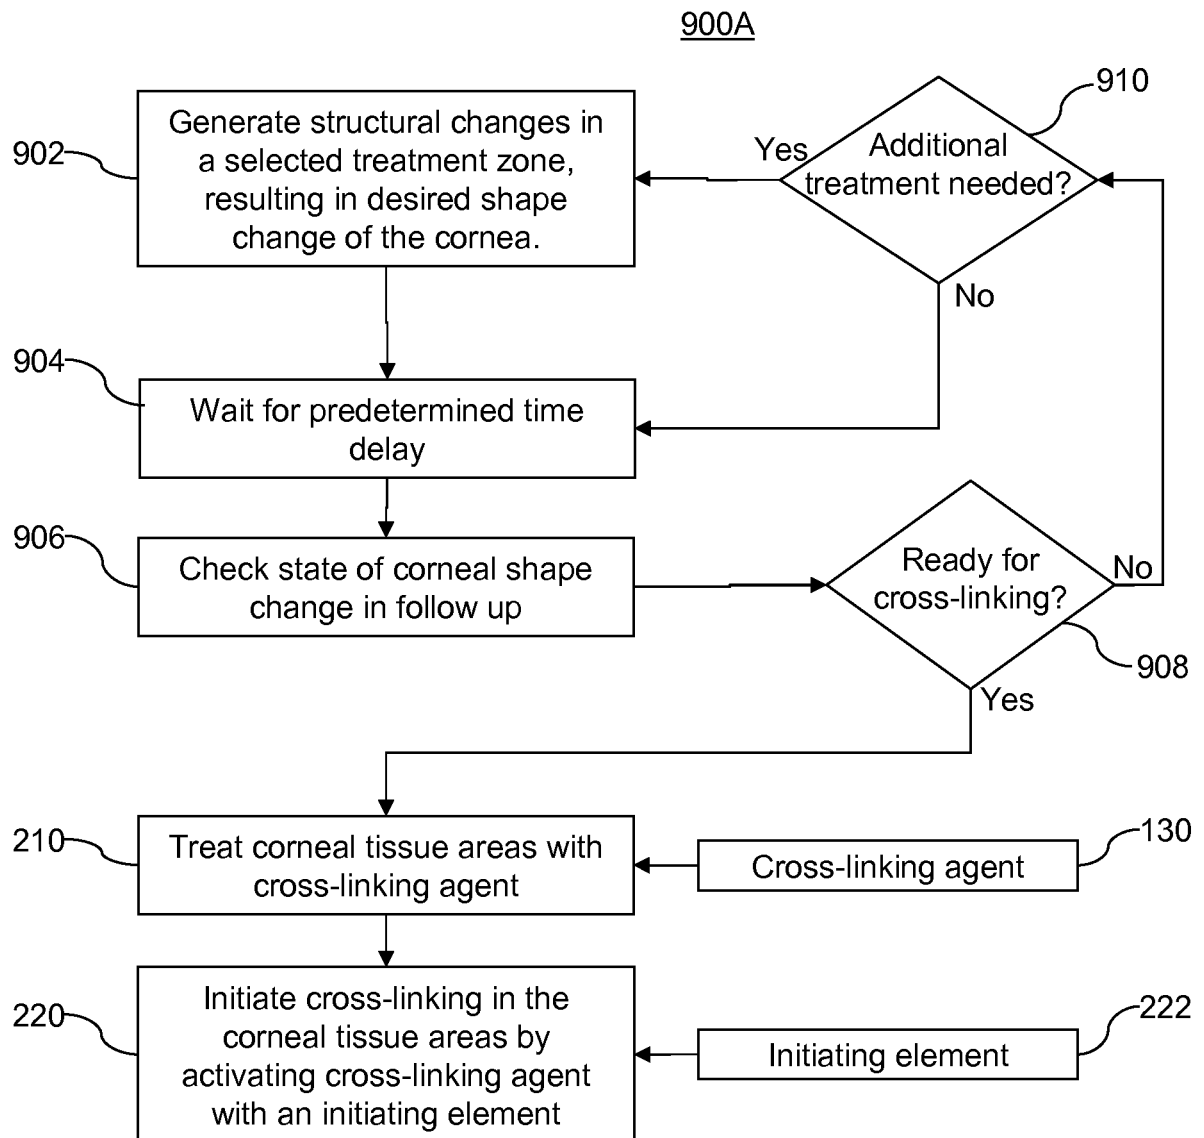 900A
910
902
Generate structural changes in
a selected treatment zone,
resulting in desired shape
change of the cornea.
Yes
Additional
treatment needed?
No
904
Wait for predetermined time
delay
906
Check state of corneal shape
change in follow up
Ready for
cross-linking?
No
908
Yes
210
Treat corneal tissue areas with
cross-linking agent
Cross-linking agent
130
220
Initiate cross-linking in the
corneal tissue areas by
activating cross-linking agent
with an initiating element
Initiating element
222